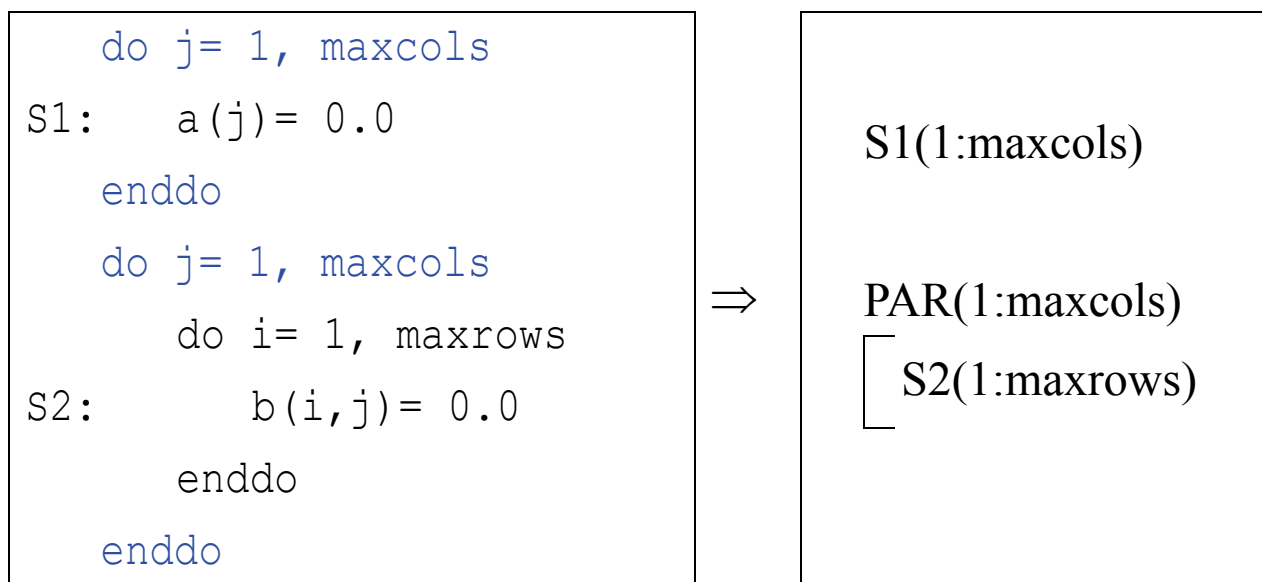 do j= 1, maxcols
S1: a(j)= 0.0
enddo
do j= 1, maxcols
do i= 1, maxrows
S2: b(i,j)= 0.0
enddo
enddo
⇒
S1(1:maxcols)
PAR(1:maxcols)
S2(1:maxrows)